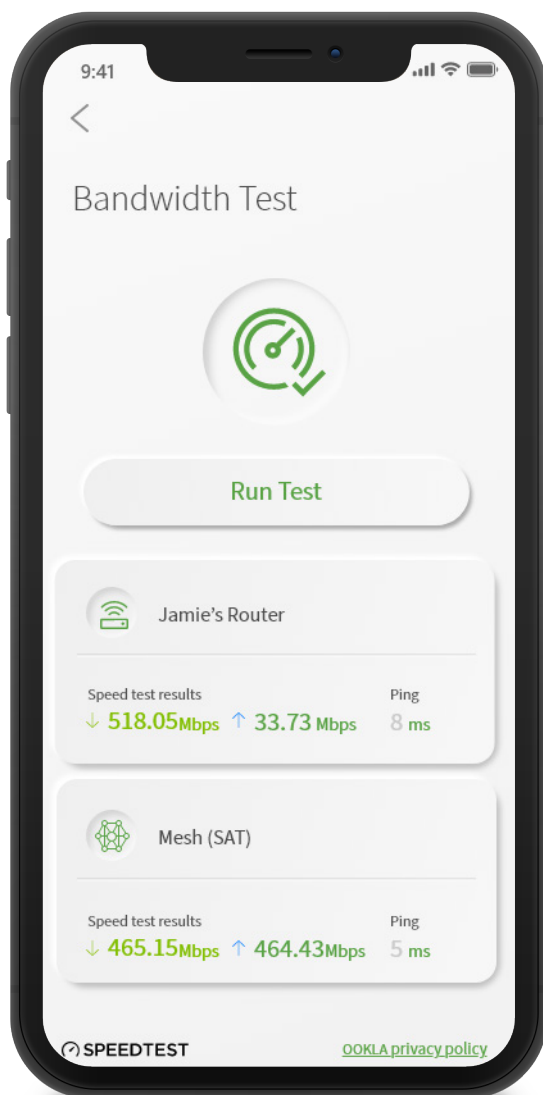 9:41
Bandwidth Test
Run Test
Jamie's Router
Speed test results Ping
↓ 518.05Mbps ↑ 33.73 Mbps 8 ms
Mesh (SAT)
Speed test results Ping
↓ 465.15Mbps ↑ 464.43Mbps 5 ms
SPEEDTEST OOKLA privacy policy